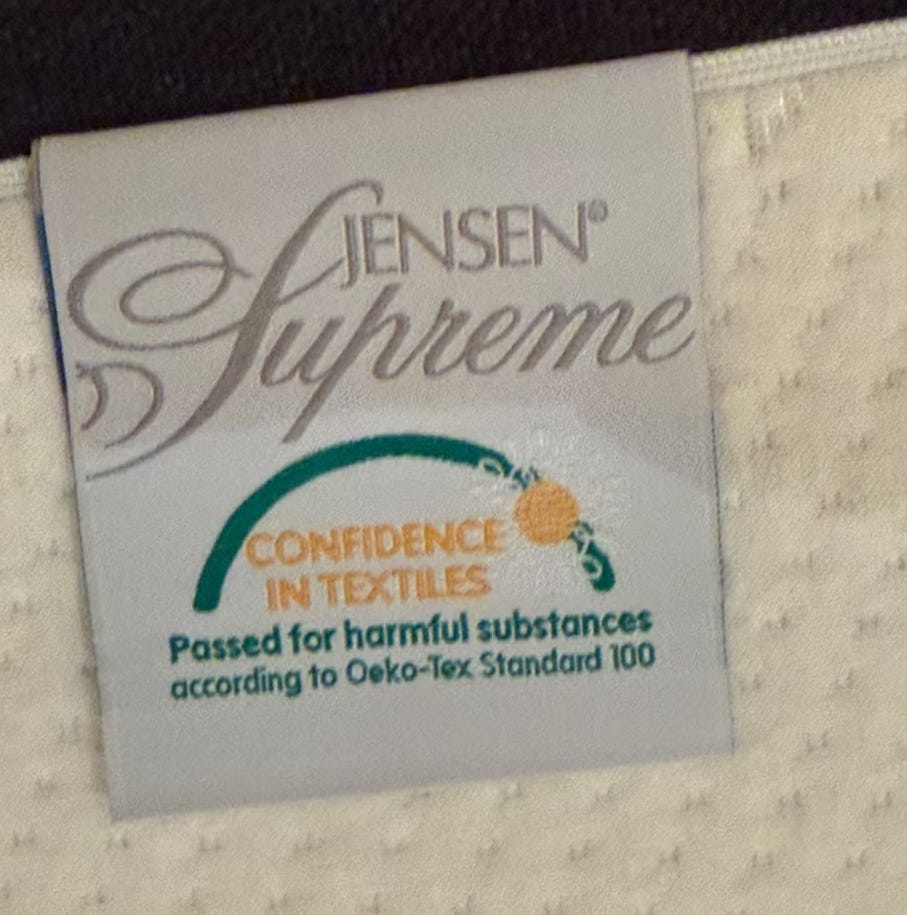 JENSEN®
Supreme
CONFIDENCE
IN TEXTILES
Passed for harmful substances
according to Oeko-Tex Standard 100